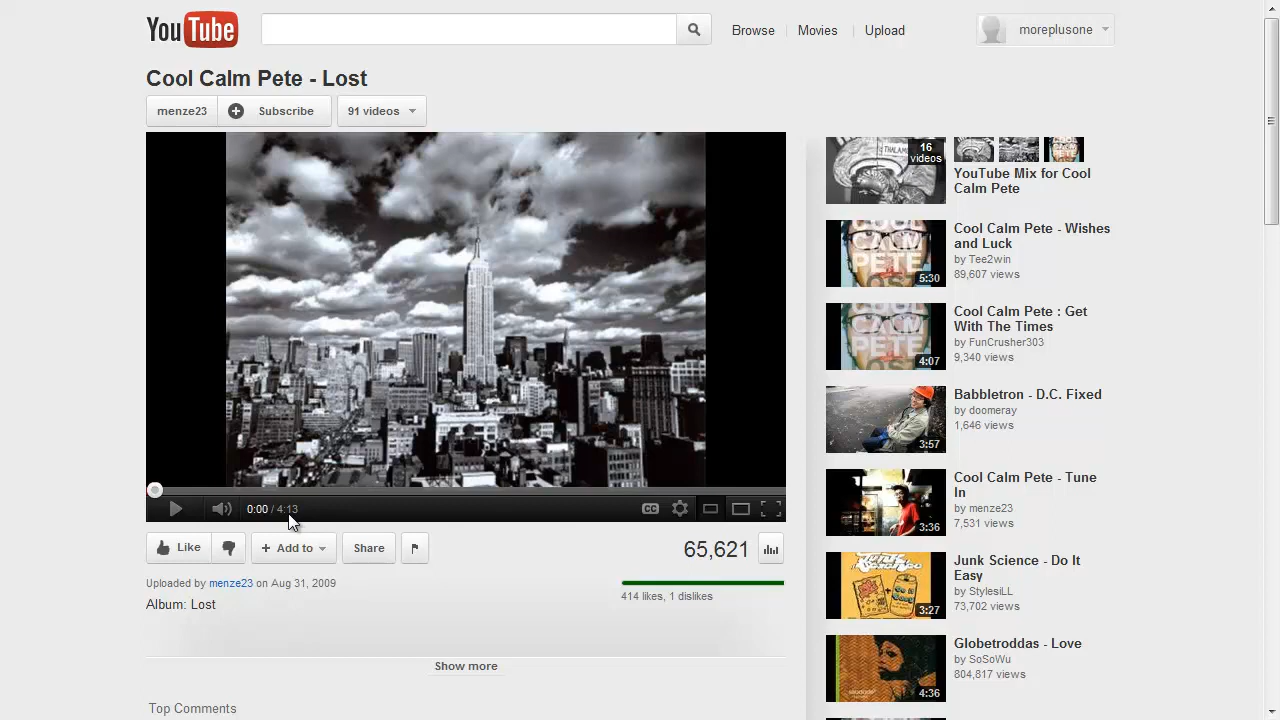 YouTube
Browse
Movies
Upload
moreplusone
Cool Calm Pete - Lost
menze23
Subscribe
91 videos
0:00 / 4:13
CC
Like
+ Add to
Share
65,621
Uploaded by menze23 on Aug 31, 2009
414 likes, 1 dislikes
Album: Lost
Show more
Top Comments
THALAM
16
videos
YouTube Mix for Cool
Calm Pete
CALM
PETE
5:30
Cool Calm Pete - Wishes
and Luck
by Tee2win
89,607 views
CALM
PETE
4:07
Cool Calm Pete : Get
With The Times
by FunCrusher303
9,340 views
3:57
Babbletron - D.C. Fixed
by doomeray
1,646 views
3:36
Cool Calm Pete - Tune
In
by menze23
7,531 views
3:27
Junk Science - Do It
Easy
by StylesiLL
73,702 views
4:36
Globetroddas - Love
by SoSoWu
804,817 views